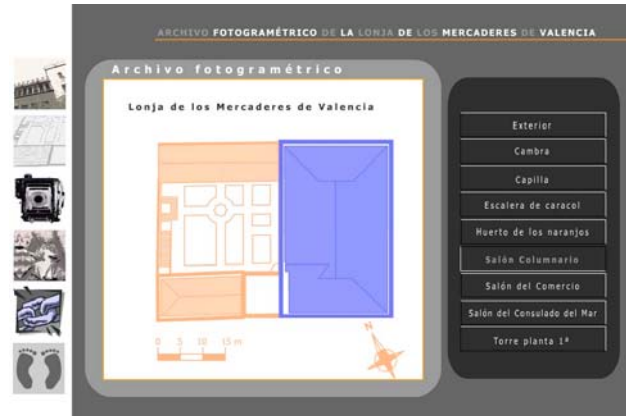 ARCHIVO FOTOGRAMÉTRICO DE LA LONJA DE LOS MERCADERES DE VALENCIA
Archivo fotogramétrico
Lonja de los Mercaderes de Valencia
N
0 5 10 15 m
Exterior
Cambra
Capilla
Escalera de caracol
Huerto de los naranjos
Salón Columnario
Salón del Comercio
Salón del Consulado del Mar
Torre planta 1ª